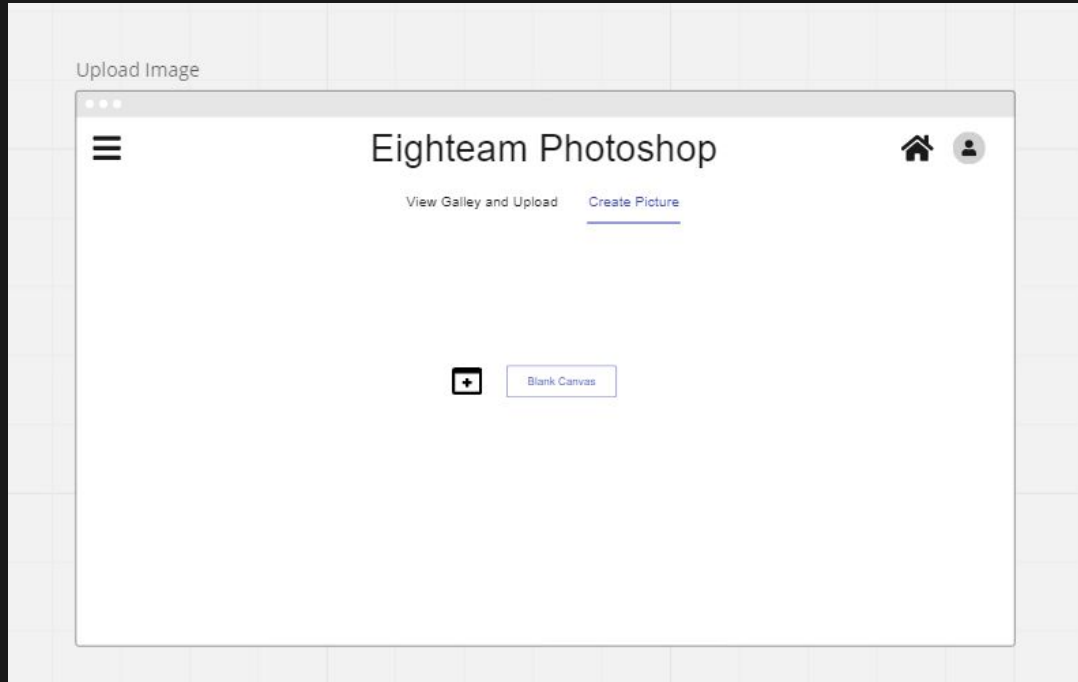 Upload Image
Eighteam Photoshop
View Galley and Upload
Create Picture
Blank Canvas